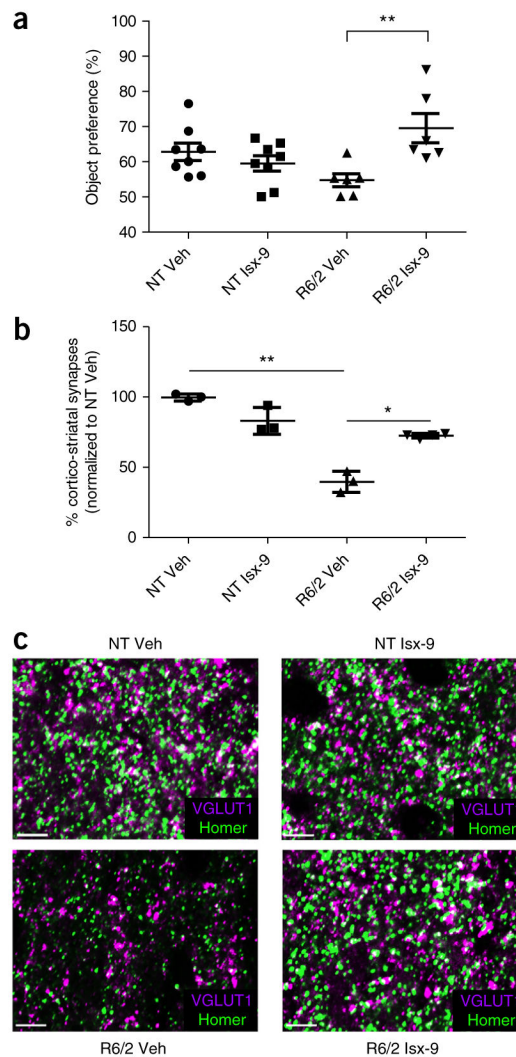 a
**
Object preference (%)
100
90
80
70
60
50
40
NT Veh
NT Isx-9
R6/2 Veh
R6/2 Isx-9
b
% cortico-striatal synapses
(normalized to NT Veh)
150
100
50
0
**
*
NT Veh
NT Isx-9
R6/2 Veh
R6/2 Isx-9
c
NT Veh
NT Isx-9
VGLUT1
Homer
VGLUT
Homer
VGLUT1
Homer
VGLUT
Homer
R6/2 Veh
R6/2 Isx-9